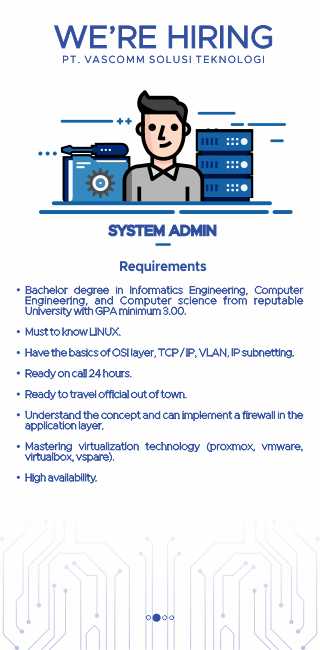 WE'RE HIRING
PT. VASCOMM SOLUSI TEKNOLOGI
SYSTEM ADMIN
Requirements
• Bachelor degree in Informatics Engineering, Computer
Engineering, and Computer science from reputable
University with GPA minimum 3.00.
• Must to know LINUX.
• Have the basics of OSI layer, TCP / IP, VLAN, IP subnetting.
• Ready on call 24 hours.
• Ready to travel official out of town.
• Understand the concept and can implement a firewall in the
application layer.
• Mastering virtualization technology (proxmox, vmware,
virtualbox, vspare).
• High availability.